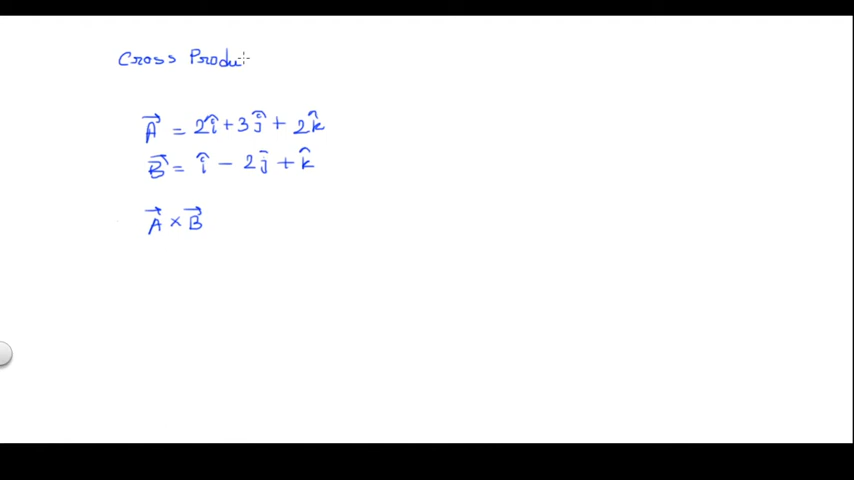 Cross Produ
A⃗ = 2î + 3ĵ + 2k̂
B⃗ = î - 2ĵ + k̂
A⃗ × B⃗